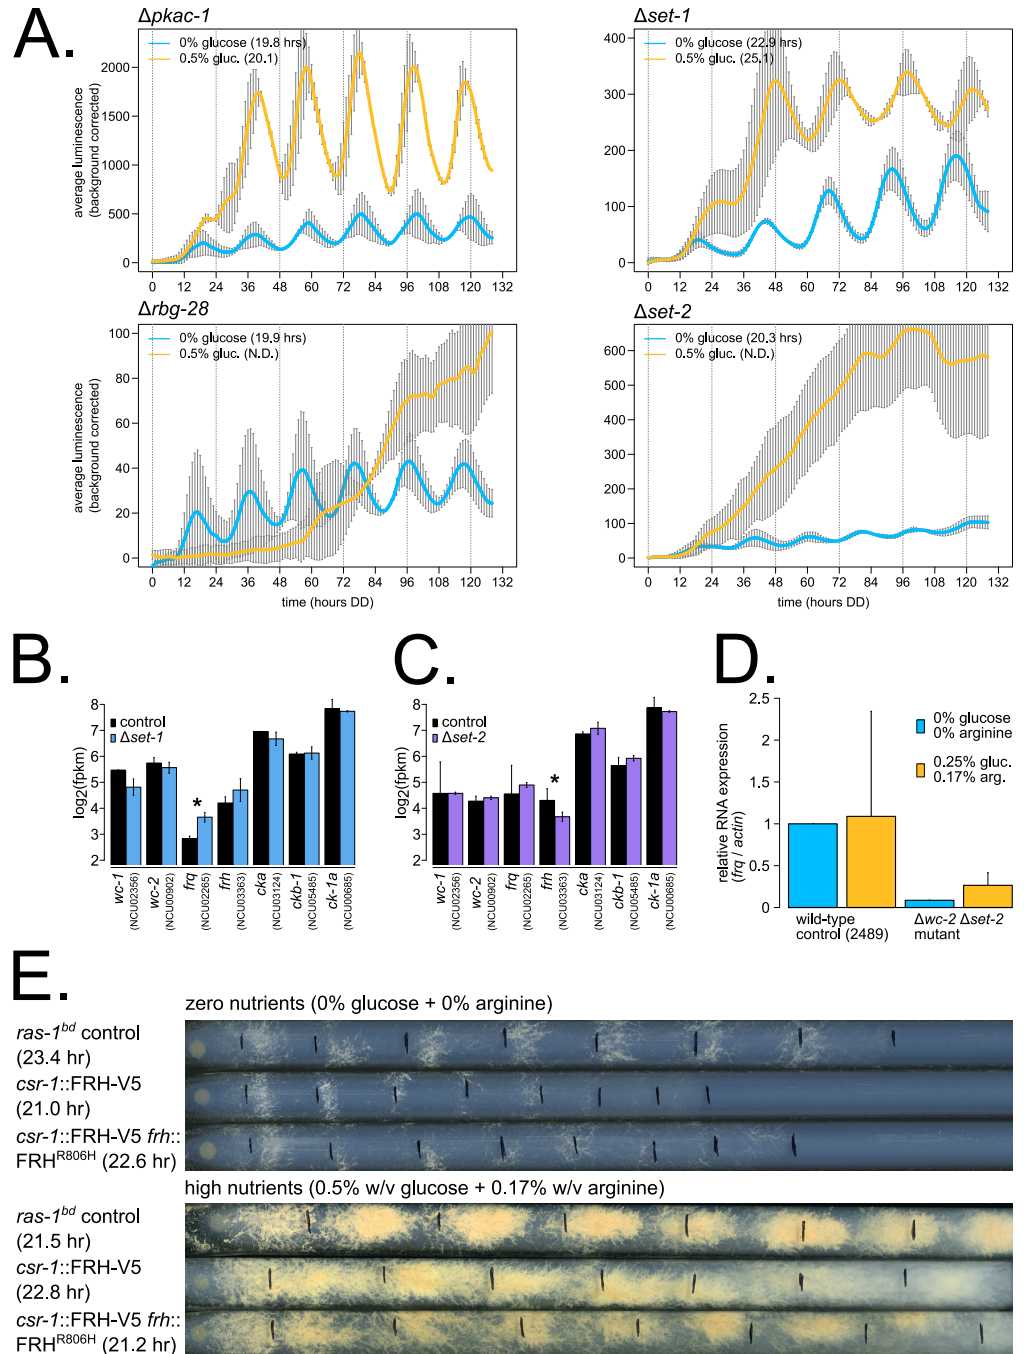 A.
Δpkac-1
0% glucose (19.8 hrs)
0.5% gluc. (20.1)
average luminescence
(background corrected)
2000
1500
1000
500
0
0 12 24 36 48 60 72 84 96 108 120 132
Δset-1
0% glucose (22.9 hrs)
0.5% gluc. (25.1)
400
300
200
100
0
0 12 24 36 48 60 72 84 96 108 120 132
Δrbg-28
0% glucose (19.9 hrs)
0.5% gluc. (N.D.)
average luminescence
(background corrected)
100
80
60
40
20
0
0 12 24 36 48 60 72 84 96 108 120 132
time (hours DD)
Δset-2
0% glucose (20.3 hrs)
0.5% gluc. (N.D.)
600
500
400
300
200
100
0
0 12 24 36 48 60 72 84 96 108 120 132
time (hours DD)
B.
control
Δset-1
log2(fpkm)
8
7
6
5
4
3
2
*
wc-1 (NCU02356)
wc-2 (NCU00902)
frq (NCU02265)
frh (NCU03363)
cka (NCU03124)
ckb-1 (NCU05485)
ck-1a (NCU00685)
C.
control
Δset-2
log2(fpkm)
8
7
6
5
4
3
2
*
wc-1 (NCU02356)
wc-2 (NCU00902)
frq (NCU02265)
frh (NCU03363)
cka (NCU03124)
ckb-1 (NCU05485)
ck-1a (NCU00685)
D.
relative RNA expression
(frq / actin)
2.5
2
1.5
1
0.5
0
0% glucose
0% arginine
0.25% gluc.
0.17% arg.
wild-type
control (2489)
Δwc-2 Δset-2
mutant
E.
zero nutrients (0% glucose + 0% arginine)
ras-1bd control
(23.4 hr)
csr-1::FRH-V5
(21.0 hr)
csr-1::FRH-V5 frh::
FRHR806H (22.6 hr)
high nutrients (0.5% w/v glucose + 0.17% w/v arginine)
ras-1bd control
(21.5 hr)
csr-1::FRH-V5
(22.8 hr)
csr-1::FRH-V5 frh::
FRHR806H (21.2 hr)